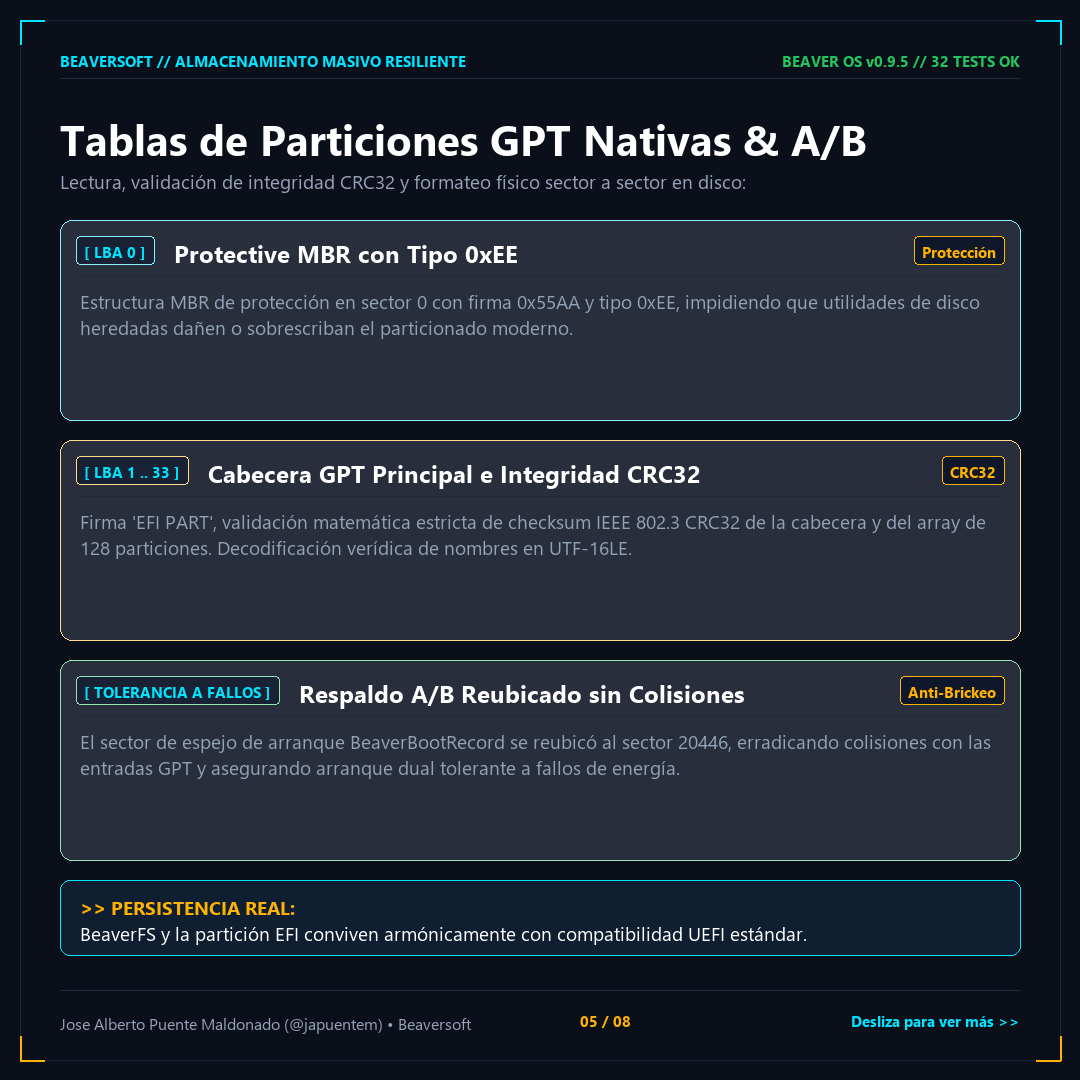 BEAVERSOFT // ALMACENAMIENTO MASIVO RESILIENTE
BEAVER OS v0.9.5 // 32 TESTS OK
Tablas de Particiones GPT Nativas & A/B
Lectura, validación de integridad CRC32 y formateo físico sector a sector en disco:
[ LBA 0 ]
Protective MBR con Tipo 0xEE
Protección
Estructura MBR de protección en sector 0 con firma 0x55AA y tipo 0xEE, impidiendo que utilidades de disco
heredadas dañen o sobrescriban el particionado moderno.
[ LBA 1 .. 33 ]
Cabecera GPT Principal e Integridad CRC32
CRC32
Firma 'EFI PART', validación matemática estricta de checksum IEEE 802.3 CRC32 de la cabecera y del array de
128 particiones. Decodificación verídica de nombres en UTF-16LE.
[ TOLERANCIA A FALLOS ]
Respaldo A/B Reubicado sin Colisiones
Anti-Brickeo
El sector de espejo de arranque BeaverBootRecord se reubicó al sector 20446, erradicando colisiones con las
entradas GPT y asegurando arranque dual tolerante a fallos de energía.
>> PERSISTENCIA REAL:
BeaverFS y la partición EFI conviven armónicamente con compatibilidad UEFI estándar.
Jose Alberto Puente Maldonado (@japuentem) • Beaversoft
05 / 08
Desliza para ver más >>